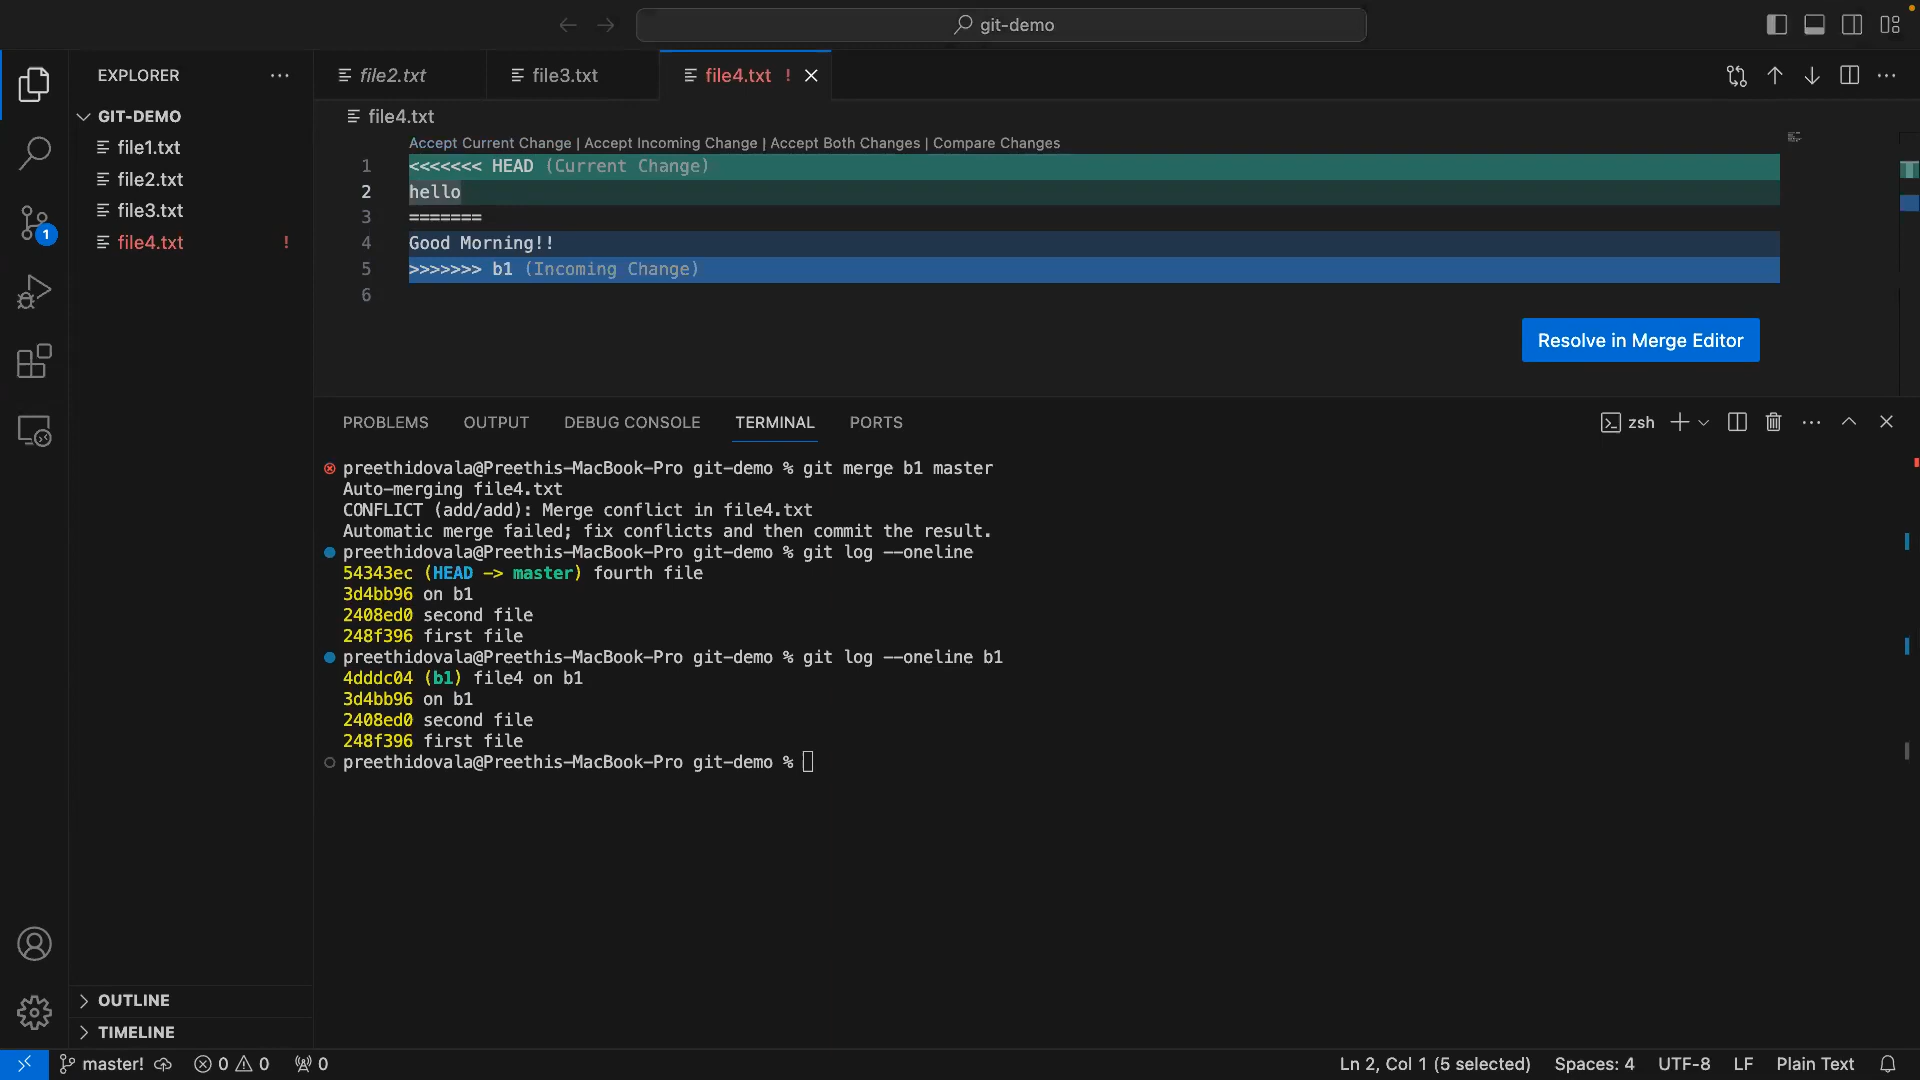 git-demo
EXPLORER
GIT-DEMO
file1.txt
file2.txt
file3.txt
file4.txt !
1
file2.txt
file3.txt
file4.txt !
file4.txt
Accept Current Change | Accept Incoming Change | Accept Both Changes | Compare Changes
1 <<<<<<< HEAD (Current Change)
2 hello
3 =======
4 Good Morning!!
5 >>>>>>> b1 (Incoming Change)
6
Resolve in Merge Editor
PROBLEMS OUTPUT DEBUG CONSOLE TERMINAL PORTS
zsh
preethidovala@Preethis-MacBook-Pro git-demo % git merge b1 master
Auto-merging file4.txt
CONFLICT (add/add): Merge conflict in file4.txt
Automatic merge failed; fix conflicts and then commit the result.
preethidovala@Preethis-MacBook-Pro git-demo % git log --oneline
54343ec (HEAD -> master) fourth file
3d4bb96 on b1
2408ed0 second file
248f396 first file
preethidovala@Preethis-MacBook-Pro git-demo % git log --oneline b1
4dddc04 (b1) file4 on b1
3d4bb96 on b1
2408ed0 second file
248f396 first file
preethidovala@Preethis-MacBook-Pro git-demo %
OUTLINE
TIMELINE
master! 0 0 0
Ln 2, Col 1 (5 selected) Spaces: 4 UTF-8 LF Plain Text